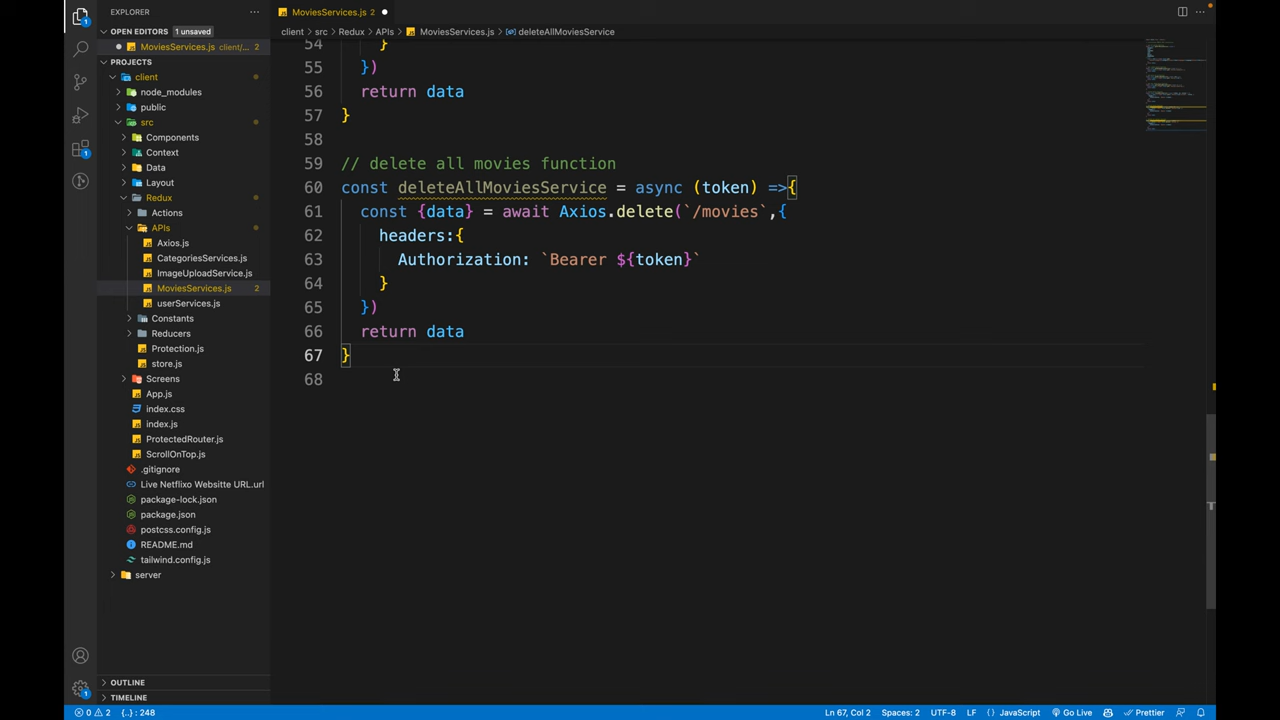 EXPLORER
MoviesServices.js 2
OPEN EDITORS 1 unsaved
MoviesServices.js client/... 2
PROJECTS
client
node_modules
public
src
Components
Context
Data
Layout
Redux
Actions
APIs
Axios.js
CategoriesServices.js
ImageUploadService.js
MoviesServices.js 2
userServices.js
Constants
Reducers
Protection.js
store.js
Screens
App.js
index.css
index.js
ProtectedRouter.js
ScrollOnTop.js
.gitignore
Live Netflixo Websitte URL.url
package-lock.json
package.json
postcss.config.js
README.md
tailwind.config.js
server
OUTLINE
TIMELINE
client > src > Redux > APIs > MoviesServices.js > deleteAllMoviesService
54 }
55 })
56 return data
57 }
58
59 // delete all movies function
60 const deleteAllMoviesService = async (token) =>{
61 const {data} = await Axios.delete(`/movies`,{
62 headers:{
63 Authorization: `Bearer ${token}`
64 }
65 })
66 return data
67 }
68
0 2 {..} : 248 Ln 67, Col 2 Spaces: 2 UTF-8 LF {} JavaScript Go Live Prettier